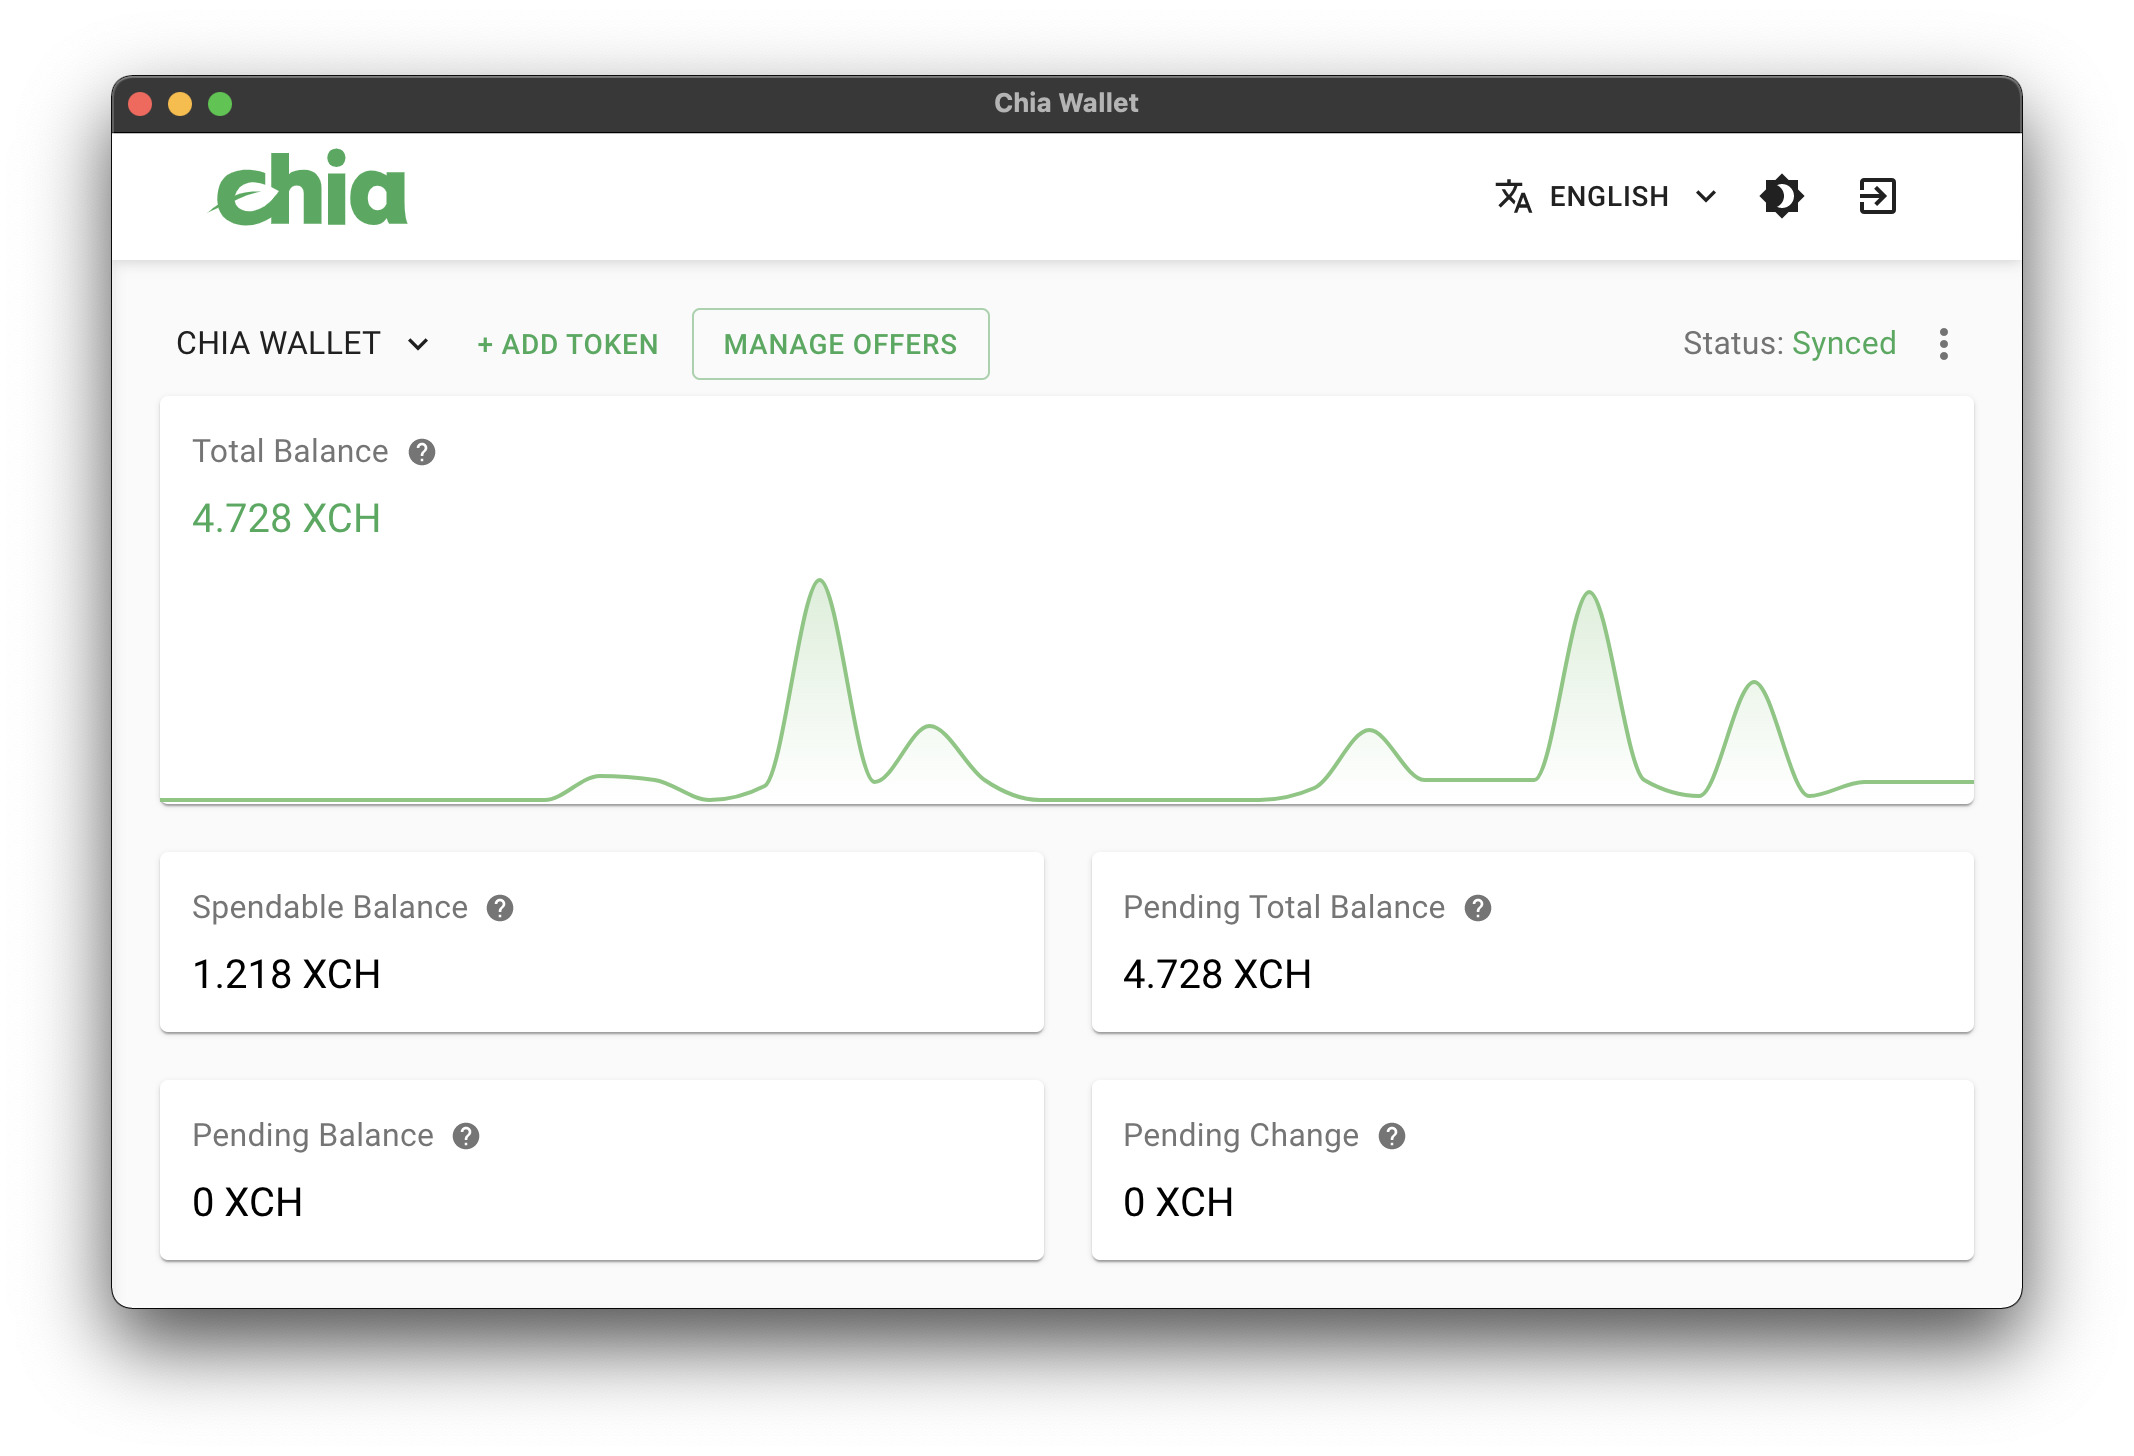 Chia Wallet
chia
ENGLISH
CHIA WALLET + ADD TOKEN MANAGE OFFERS Status: Synced
Total Balance ?
4.728 XCH
Spendable Balance ?
1.218 XCH
Pending Total Balance ?
4.728 XCH
Pending Balance ?
0 XCH
Pending Change ?
0 XCH